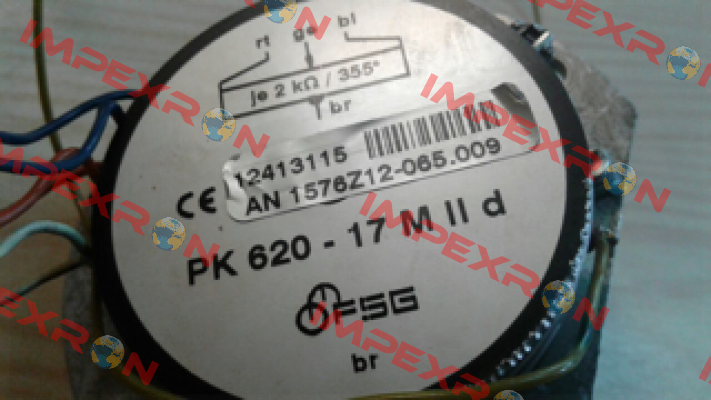 rt ge bl
je 2 kΩ / 355°
br
12413115
CE AN 1576Z12-065.009
PK 620 - 17 M II d
FSG
br
IMPEXRON
IMPEXRON
IMPEXRON
IMPEXRON
IMPEXRON